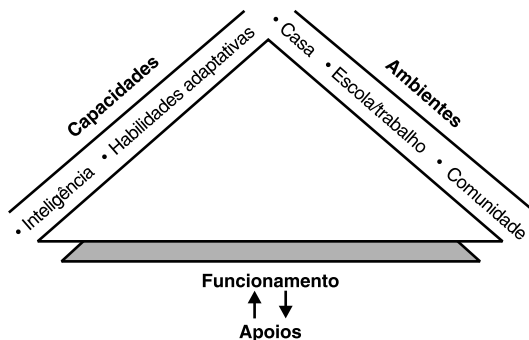 Capacidades
• Inteligência • Habilidades adaptativas
Ambientes
• Casa • Escola/trabalho • Comunidade
Funcionamento
Apoios